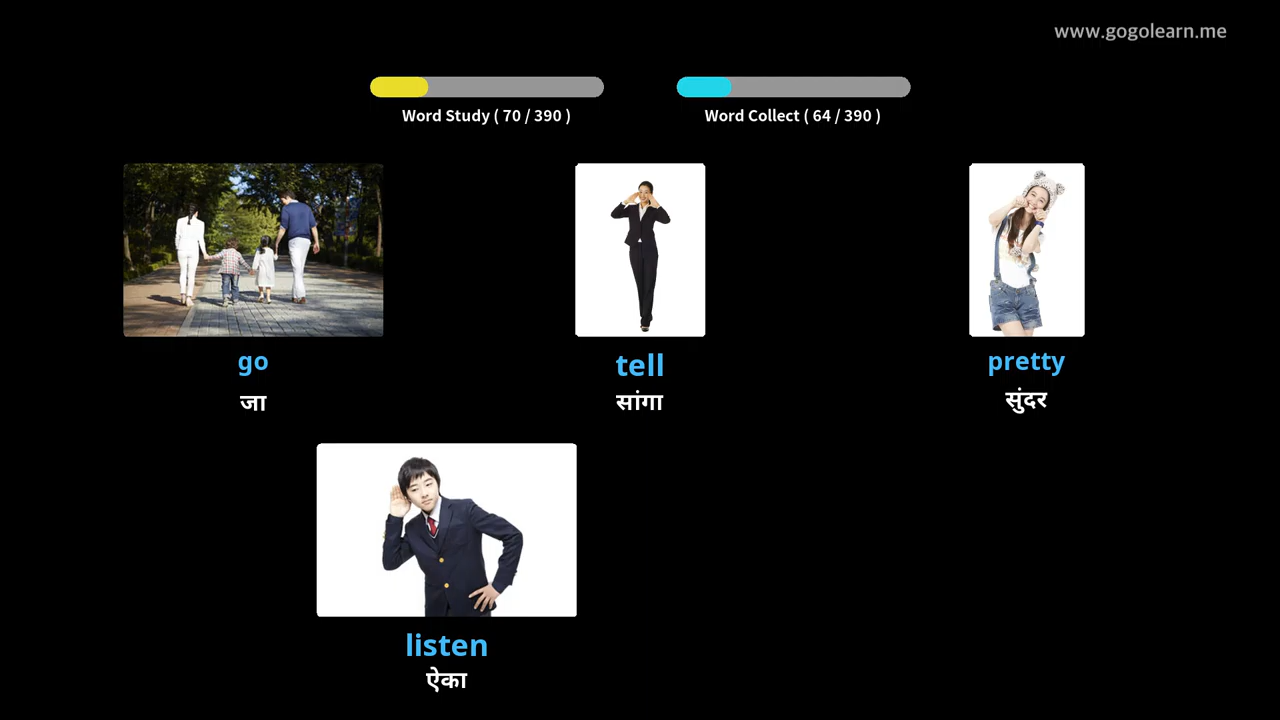 www.gogolearn.me
Word Study ( 70 / 390 )
Word Collect ( 64 / 390 )
go
tell
pretty
जा
सांगा
सुंदर
listen
ऐका